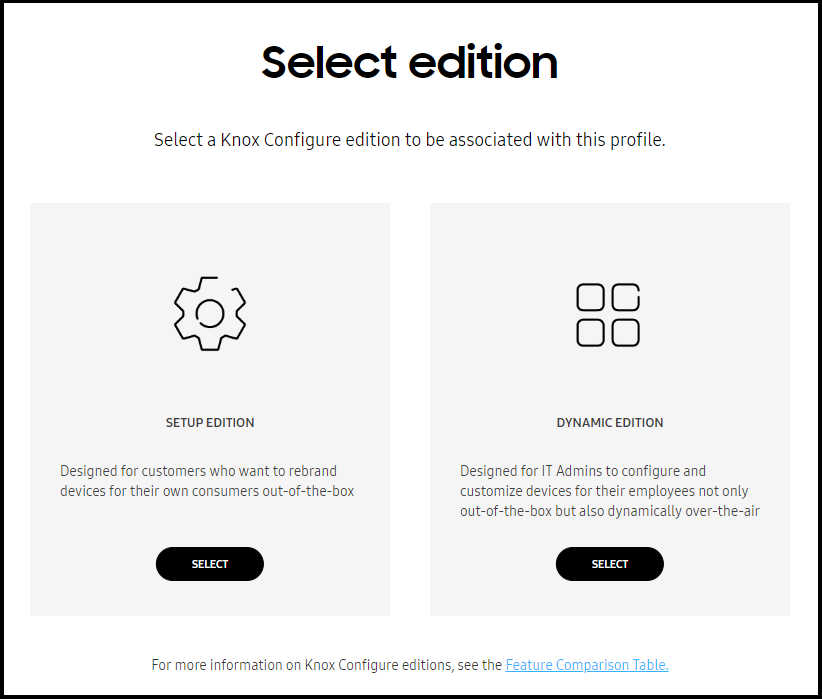 Select edition
Select a Knox Configure edition to be associated with this profile.
SETUP EDITION
Designed for customers who want to rebrand
devices for their own consumers out-of-the-box
SELECT
DYNAMIC EDITION
Designed for IT Admins to configure and
customize devices for their employees not only
out-of-the-box but also dynamically over-the-air
SELECT
For more information on Knox Configure editions, see the Feature Comparison Table.